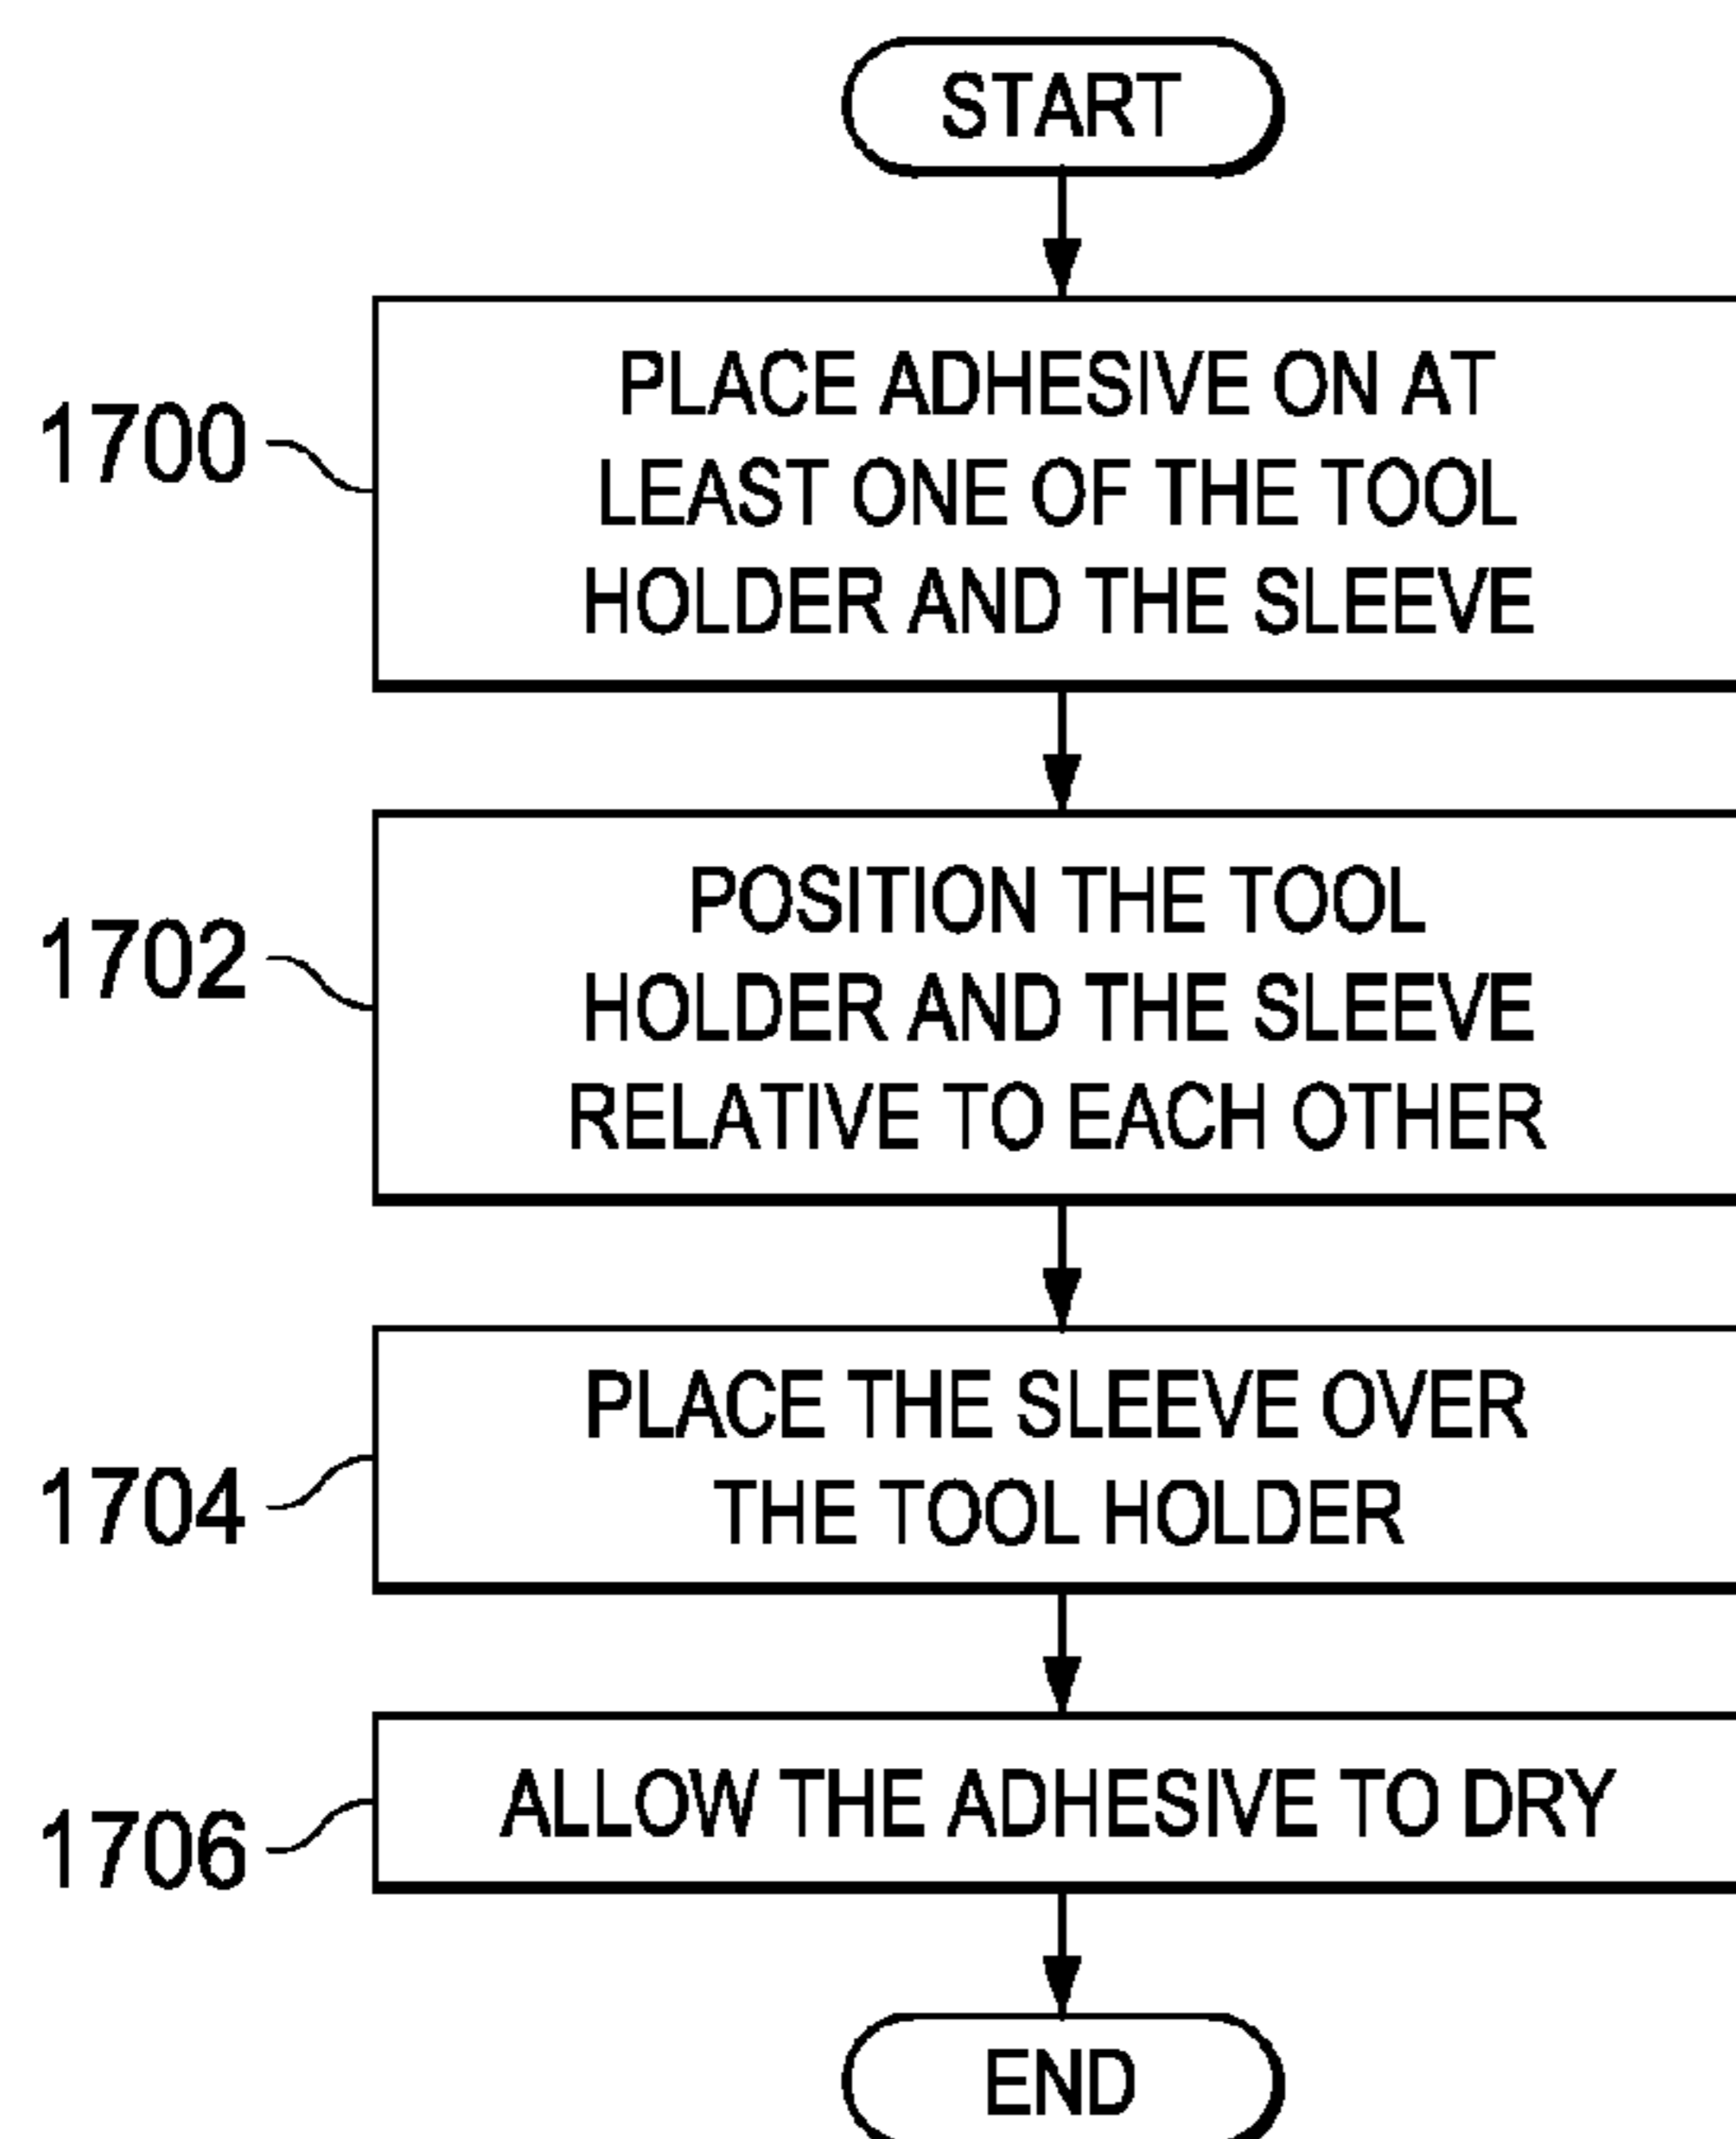 START
1700
PLACE ADHESIVE ON AT
LEAST ONE OF THE TOOL
HOLDER AND THE SLEEVE
1702
POSITION THE TOOL
HOLDER AND THE SLEEVE
RELATIVE TO EACH OTHER
1704
PLACE THE SLEEVE OVER
THE TOOL HOLDER
1706
ALLOW THE ADHESIVE TO DRY
END